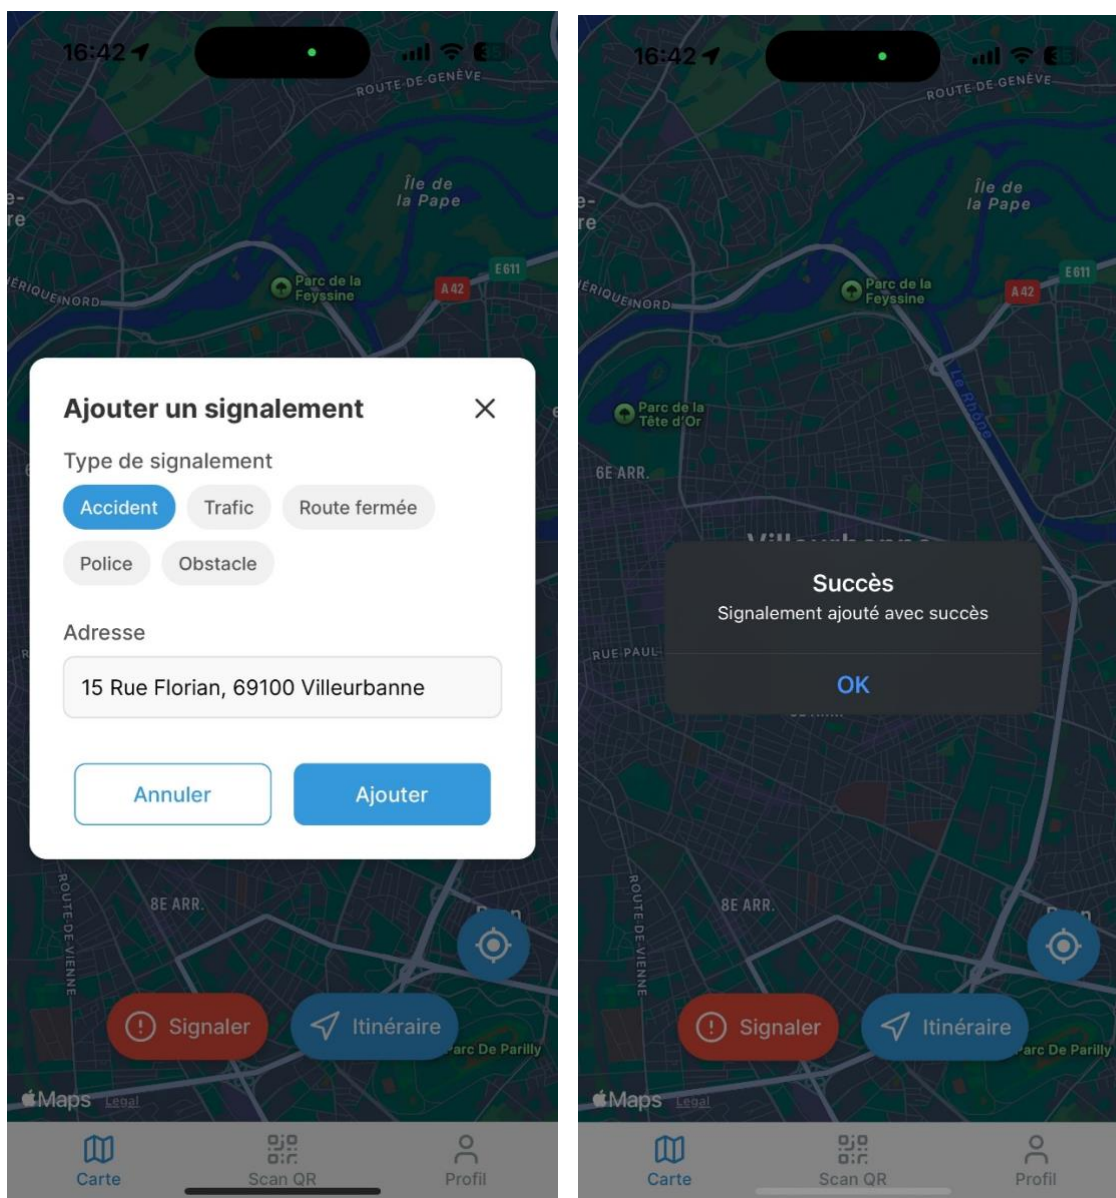 16:42
ROUTE DE GENÈVE
Île de
la Pape
E611
A42
Parc de la
Feyssine
ÉRIQUE NORD
Ajouter un signalement
Type de signalement
Accident Trafic Route fermée
Police Obstacle
Adresse
15 Rue Florian, 69100 Villeurbanne
Annuler Ajouter
ROUTE DE VIENNE
8E ARR.
Signaler Itinéraire
arc De Parilly
Maps Legal
Carte Scan QR Profil
16:42
ROUTE DE GENÈVE
Île de
la Pape
E611
A42
Parc de la
Feyssine
ÉRIQUE NORD
Le Rhône
Parc de la
Tête d'Or
6E ARR.
Villeurbanne
Succès
Signalement ajouté avec succès
RUE PAUL
OK
ROUTE DE VIENNE
8E ARR.
Signaler Itinéraire
arc De Parilly
Maps Legal
Carte Scan QR Profil